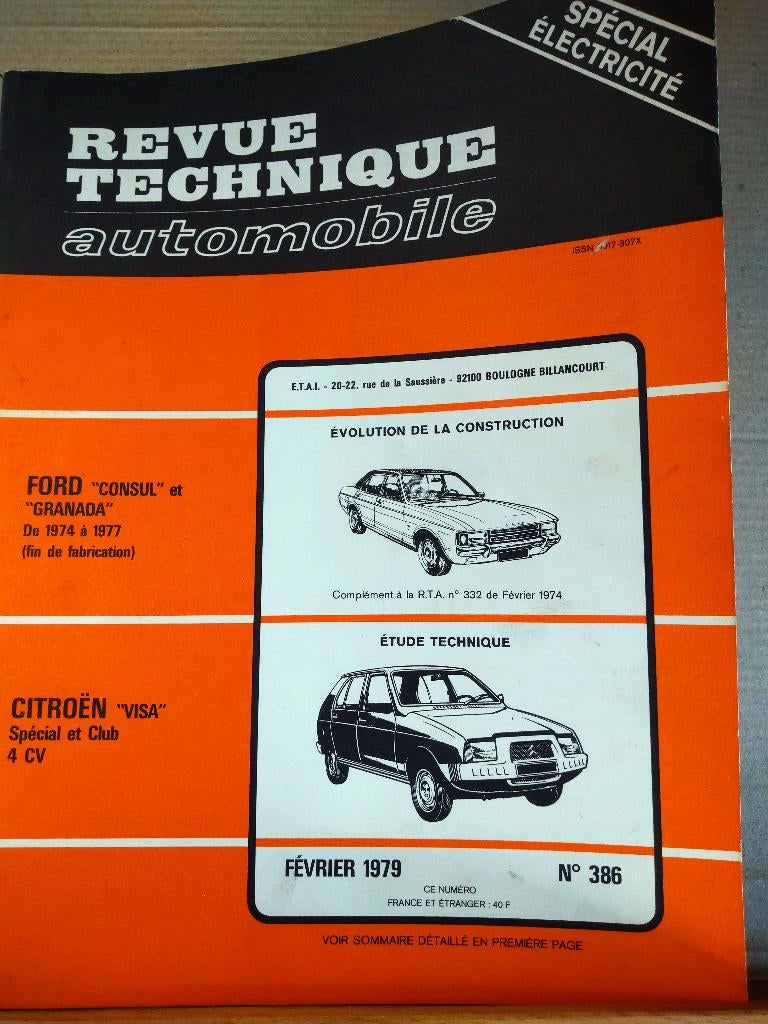 SPÉCIAL
ÉLECTRICITÉ
REVUE
TECHNIQUE
automobile
ISSN 0017-307X
E.T.A.I. - 20-22, rue de la Saussière - 92100 BOULOGNE BILLANCOURT
ÉVOLUTION DE LA CONSTRUCTION
FORD "CONSUL" et
"GRANADA"
De 1974 à 1977
(fin de fabrication)
Complément à la R.T.A. n° 332 de Février 1974
ÉTUDE TECHNIQUE
CITROËN "VISA"
Spécial et Club
4 CV
FÉVRIER 1979 N° 386
CE NUMÉRO
FRANCE ET ÉTRANGER : 40 F
VOIR SOMMAIRE DÉTAILLÉ EN PREMIÈRE PAGE